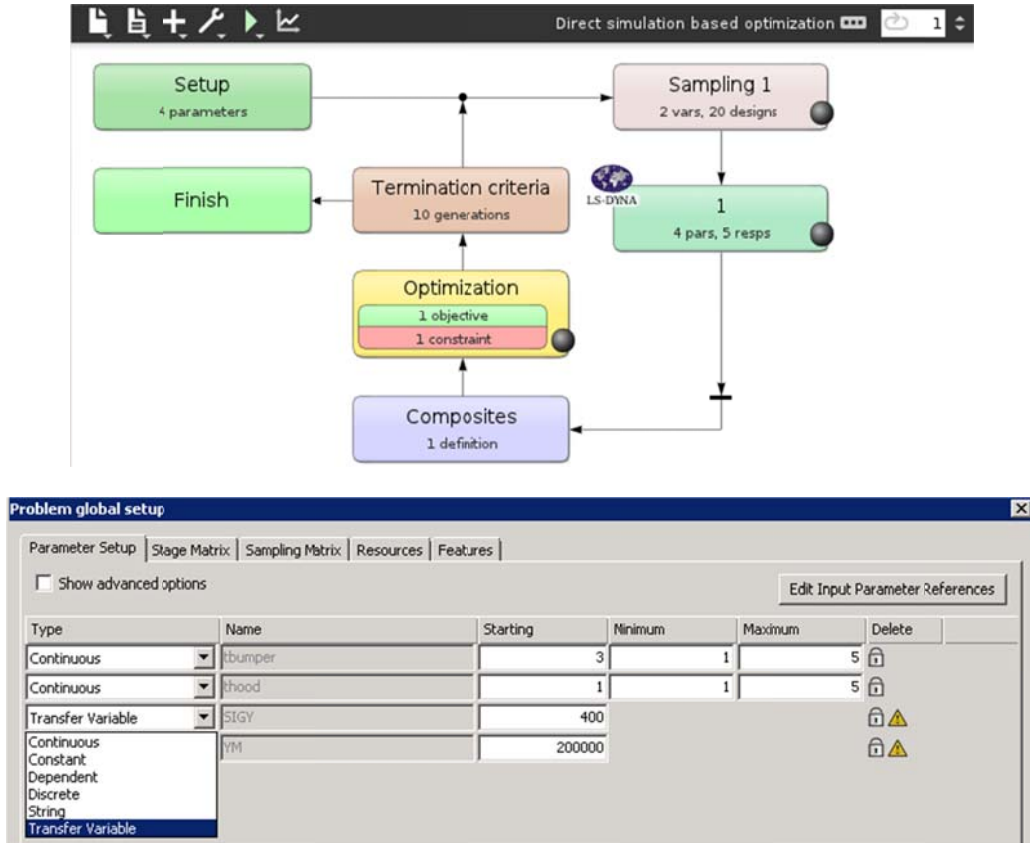 Direct simulation based optimization 1
Setup
4 parameters
Sampling 1
2 vars, 20 designs
Finish
Termination criteria
10 generations
LS-DYNA
1
4 pars, 5 resps
Optimization
1 objective
1 constraint
Composites
1 definition
Problem global setup
Parameter Setup Stage Matrix Sampling Matrix Resources Features
Show advanced options Edit Input Parameter References
Type Name Starting Minimum Maximum Delete
Continuous tbumper 3 1 5
Continuous thood 1 1 5
Transfer Variable SIGY 400
YM 200000
Continuous
Constant
Dependent
Discrete
String
Transfer Variable